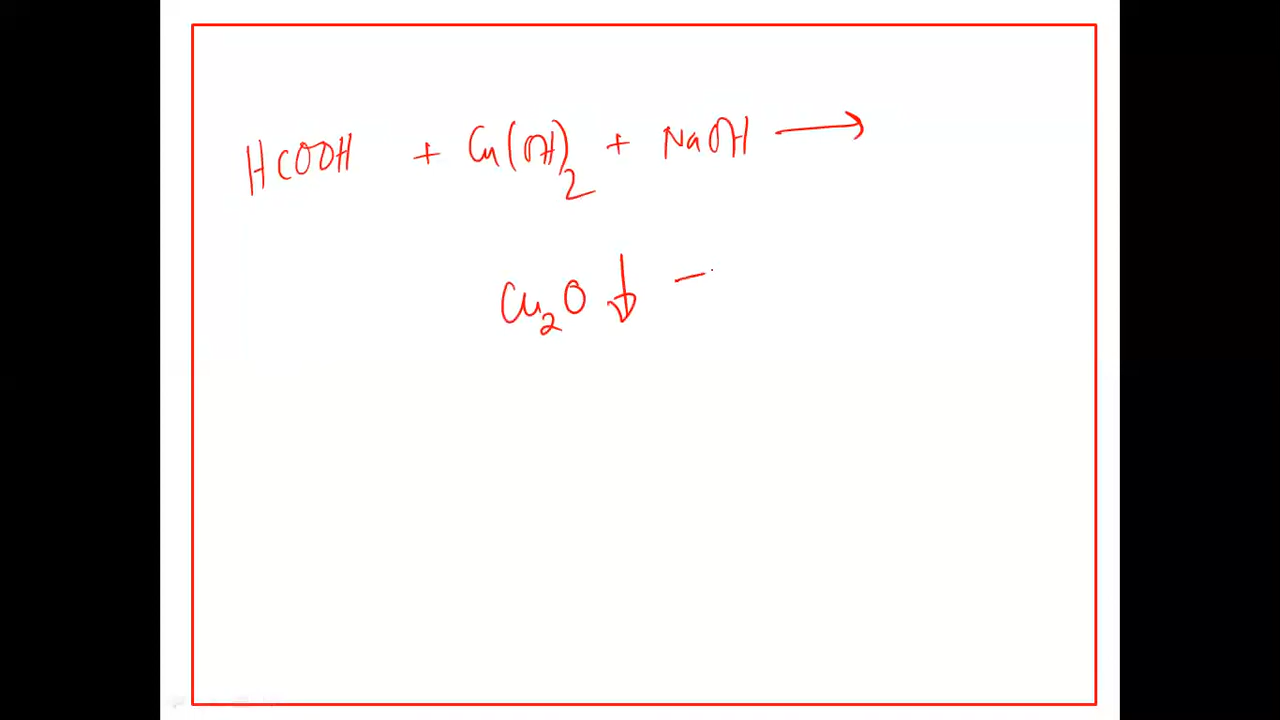 HCOOH + Cu(OH)₂ + NaOH ⟶
Cu₂O ↓ –